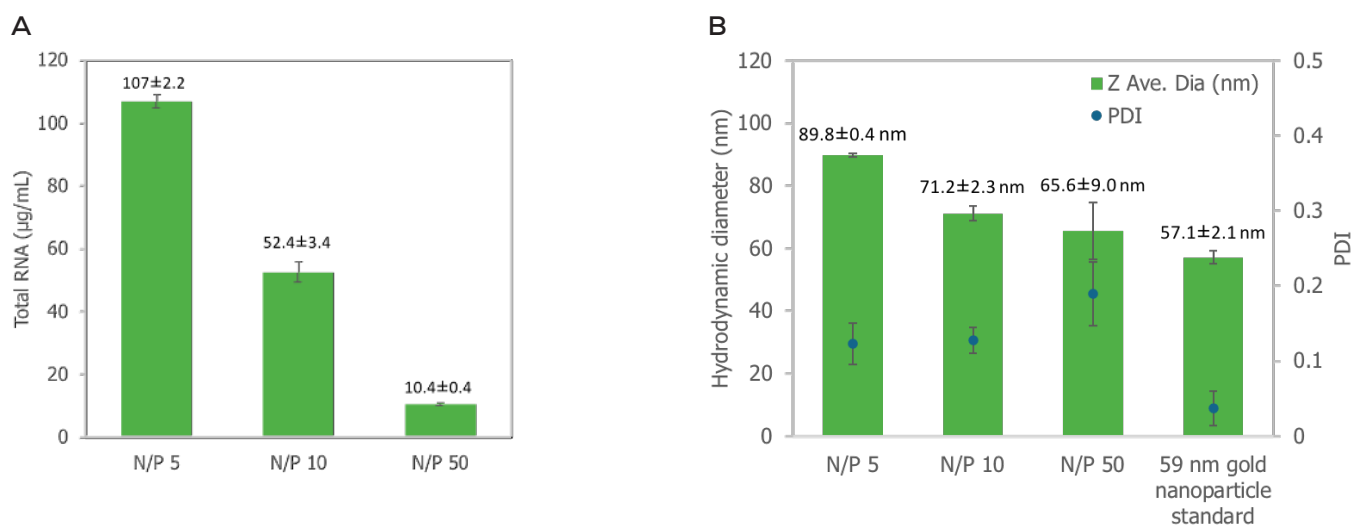 A
Total RNA (µg/mL)
120
100
80
60
40
20
0
107±2.2
52.4±3.4
10.4±0.4
N/P 5
N/P 10
N/P 50
B
Hydrodynamic diameter (nm)
120
100
80
60
40
20
0
Z Ave. Dia (nm)
PDI
89.8±0.4 nm
71.2±2.3 nm
65.6±9.0 nm
57.1±2.1 nm
0.5
0.4
0.3
0.2
0.1
0
PDI
N/P 5
N/P 10
N/P 50
59 nm gold
nanoparticle
standard